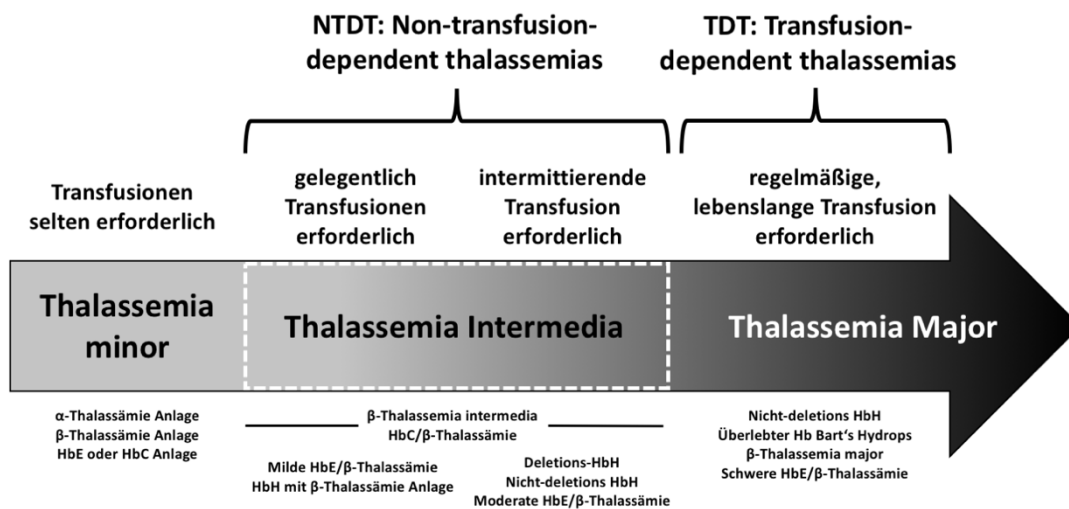 NTDT: Non-transfusion-
dependent thalassemias
TDT: Transfusion-
dependent thalassemias
Transfusionen
selten erforderlich
gelegentlich
Transfusionen
erforderlich
intermittierende
Transfusion
erforderlich
regelmäßige,
lebenslange Transfusion
erforderlich
Thalassemia
minor
Thalassemia Intermedia
Thalassemia Major
α-Thalassämie Anlage
β-Thalassämie Anlage
HbE oder HbC Anlage
β-Thalassemia intermedia
HbC/β-Thalassämie
Milde HbE/β-Thalassämie
HbH mit β-Thalassämie Anlage
Deletions-HbH
Nicht-deletions HbH
Moderate HbE/β-Thalassämie
Nicht-deletions HbH
Überlebter Hb Bart‘s Hydrops
β-Thalassemia major
Schwere HbE/β-Thalassämie